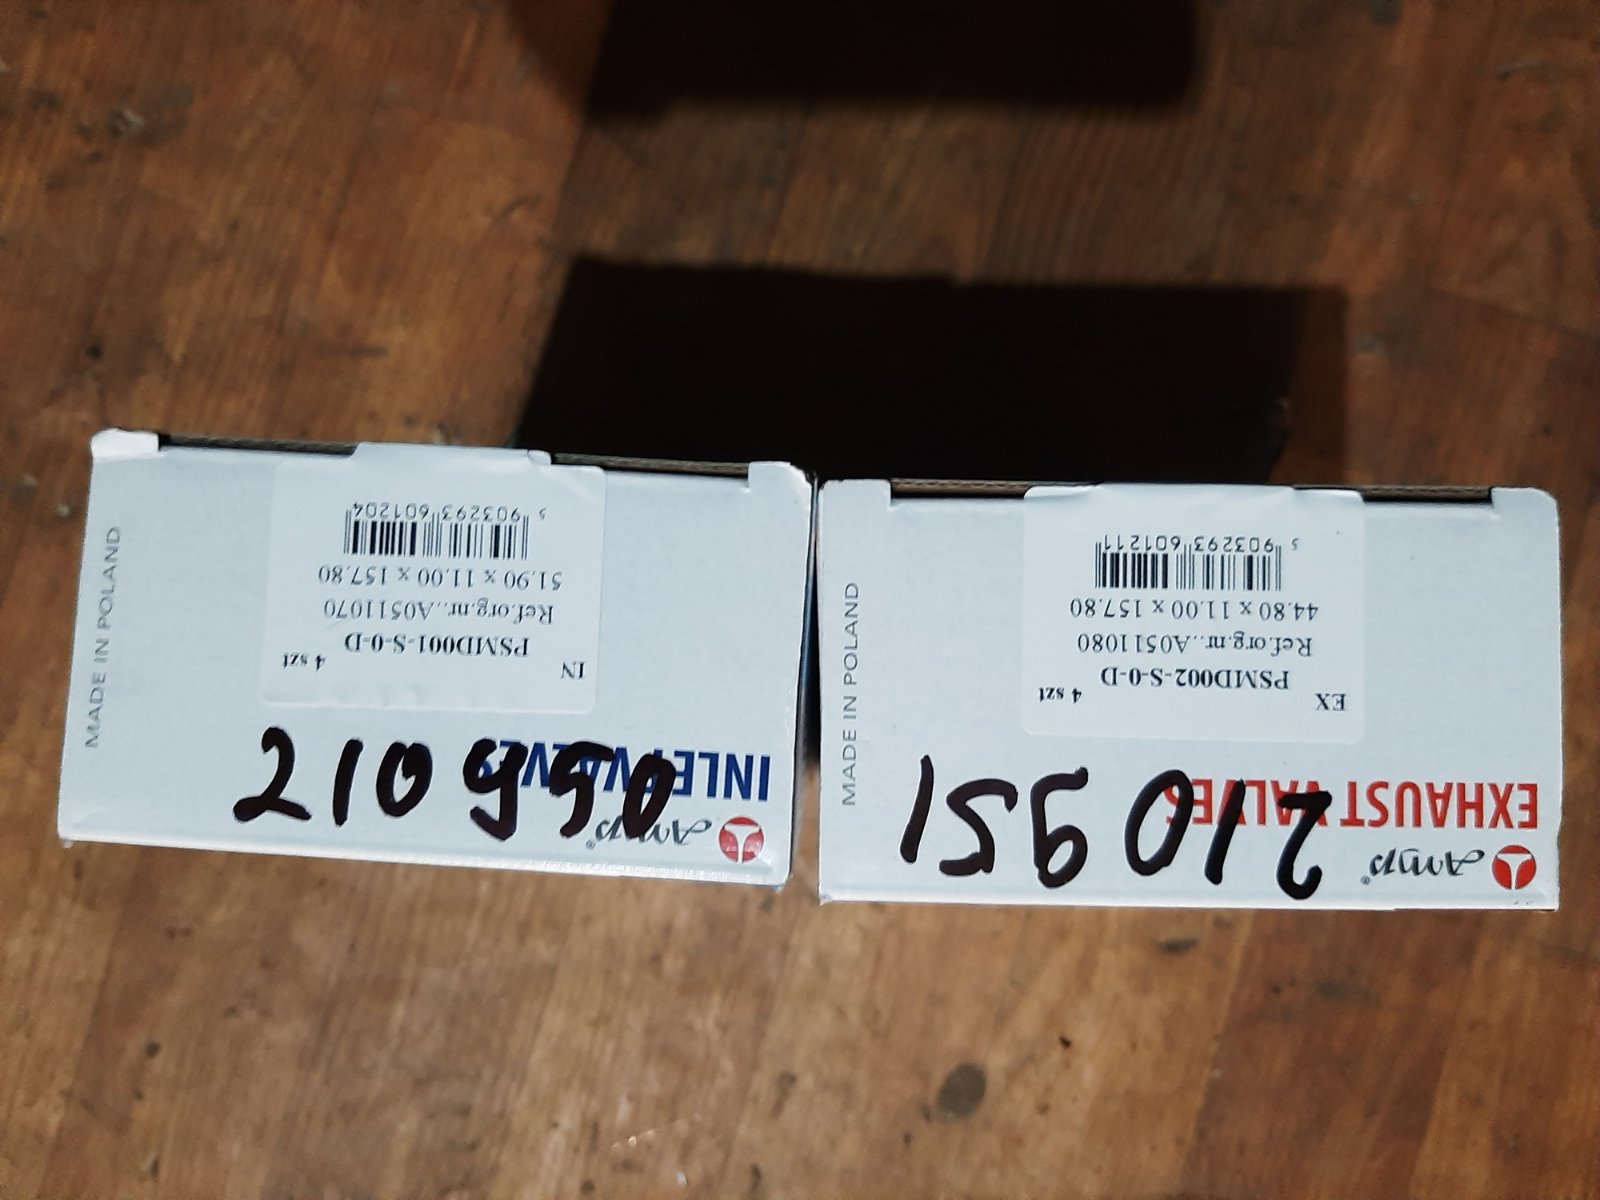 Amp®
EXHAUST VALVES
210951
EX
PSMD002-S-0-D 4 szt
Ref.org.nr...A0511080
44.80 x 11.00 x 157.80
5 903293 601211
MADE IN POLAND
Amp®
INLET VALVES
210950
IN
PSMD001-S-0-D 4 szt
Ref.org.nr...A0511070
51.90 x 11.00 x 157.80
5 903293 601204
MADE IN POLAND